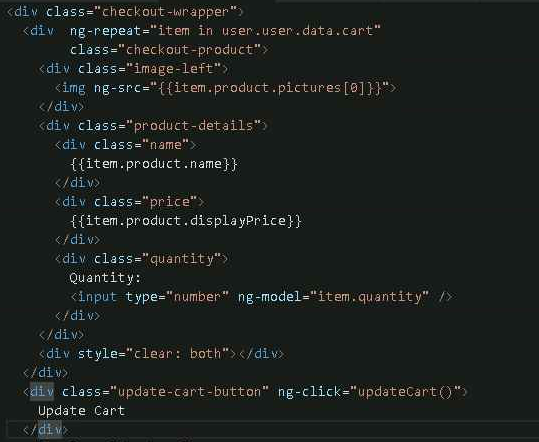 <div class="checkout-wrapper">
  <div  ng-repeat="item in user.user.data.cart"
        class="checkout-product">
    <div class="image-left">
      <img ng-src="{{item.product.pictures[0]}}">
    </div>
    <div class="product-details">
      <div class="name">
        {{item.product.name}}
      </div>
      <div class="price">
        {{item.product.displayPrice}}
      </div>
      <div class="quantity">
        Quantity:
        <input type="number" ng-model="item.quantity" />
      </div>
    </div>
    <div style="clear: both"></div>
  </div>
  <div class="update-cart-button" ng-click="updateCart()">
    Update Cart
  </div>